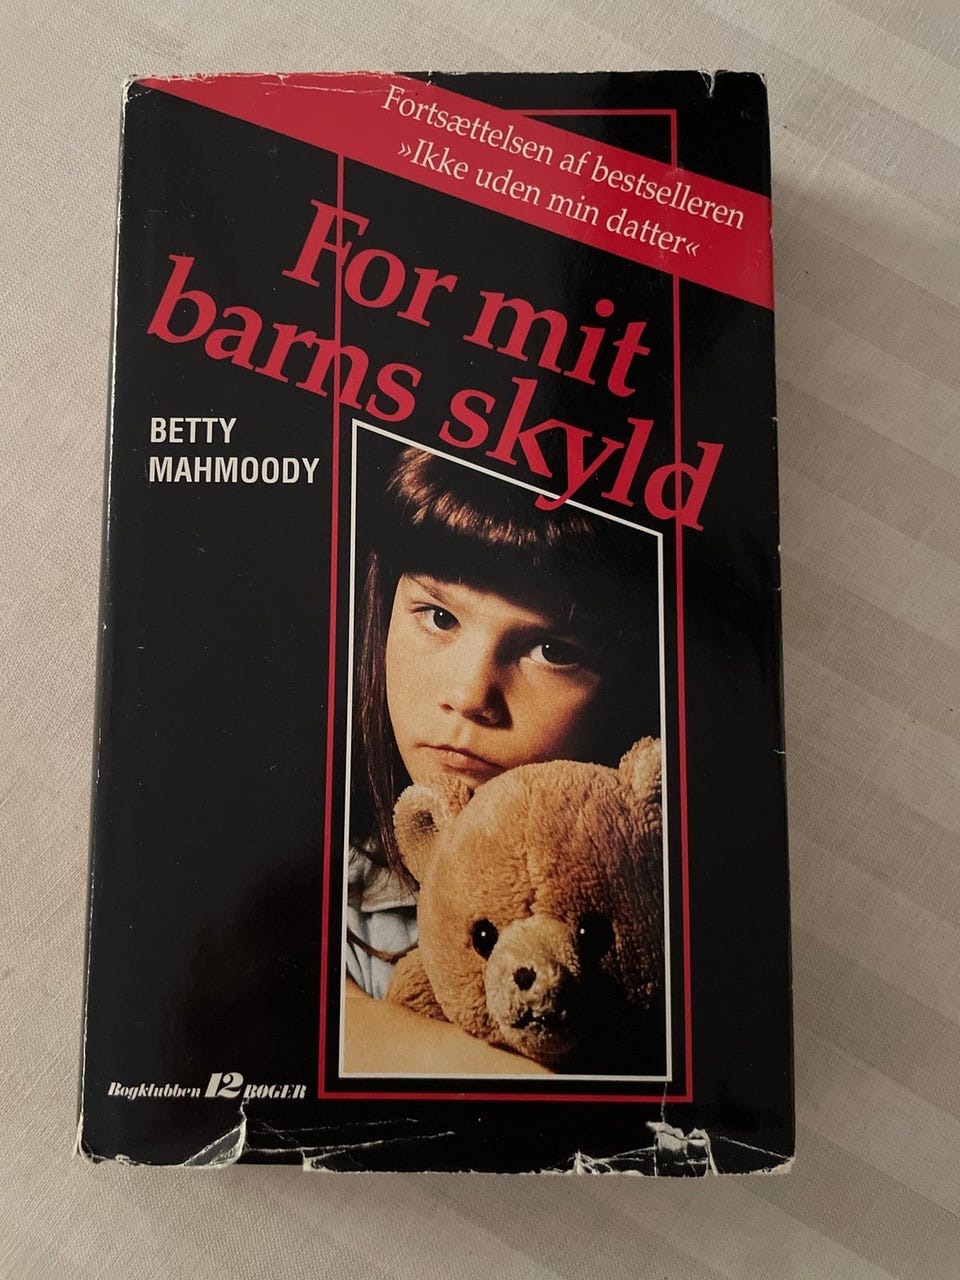 Fortsættelsen af bestselleren
»Ikke uden min datter«
For mit
barns skyld
BETTY
MAHMOODY
Bogklubben 12 BØGER